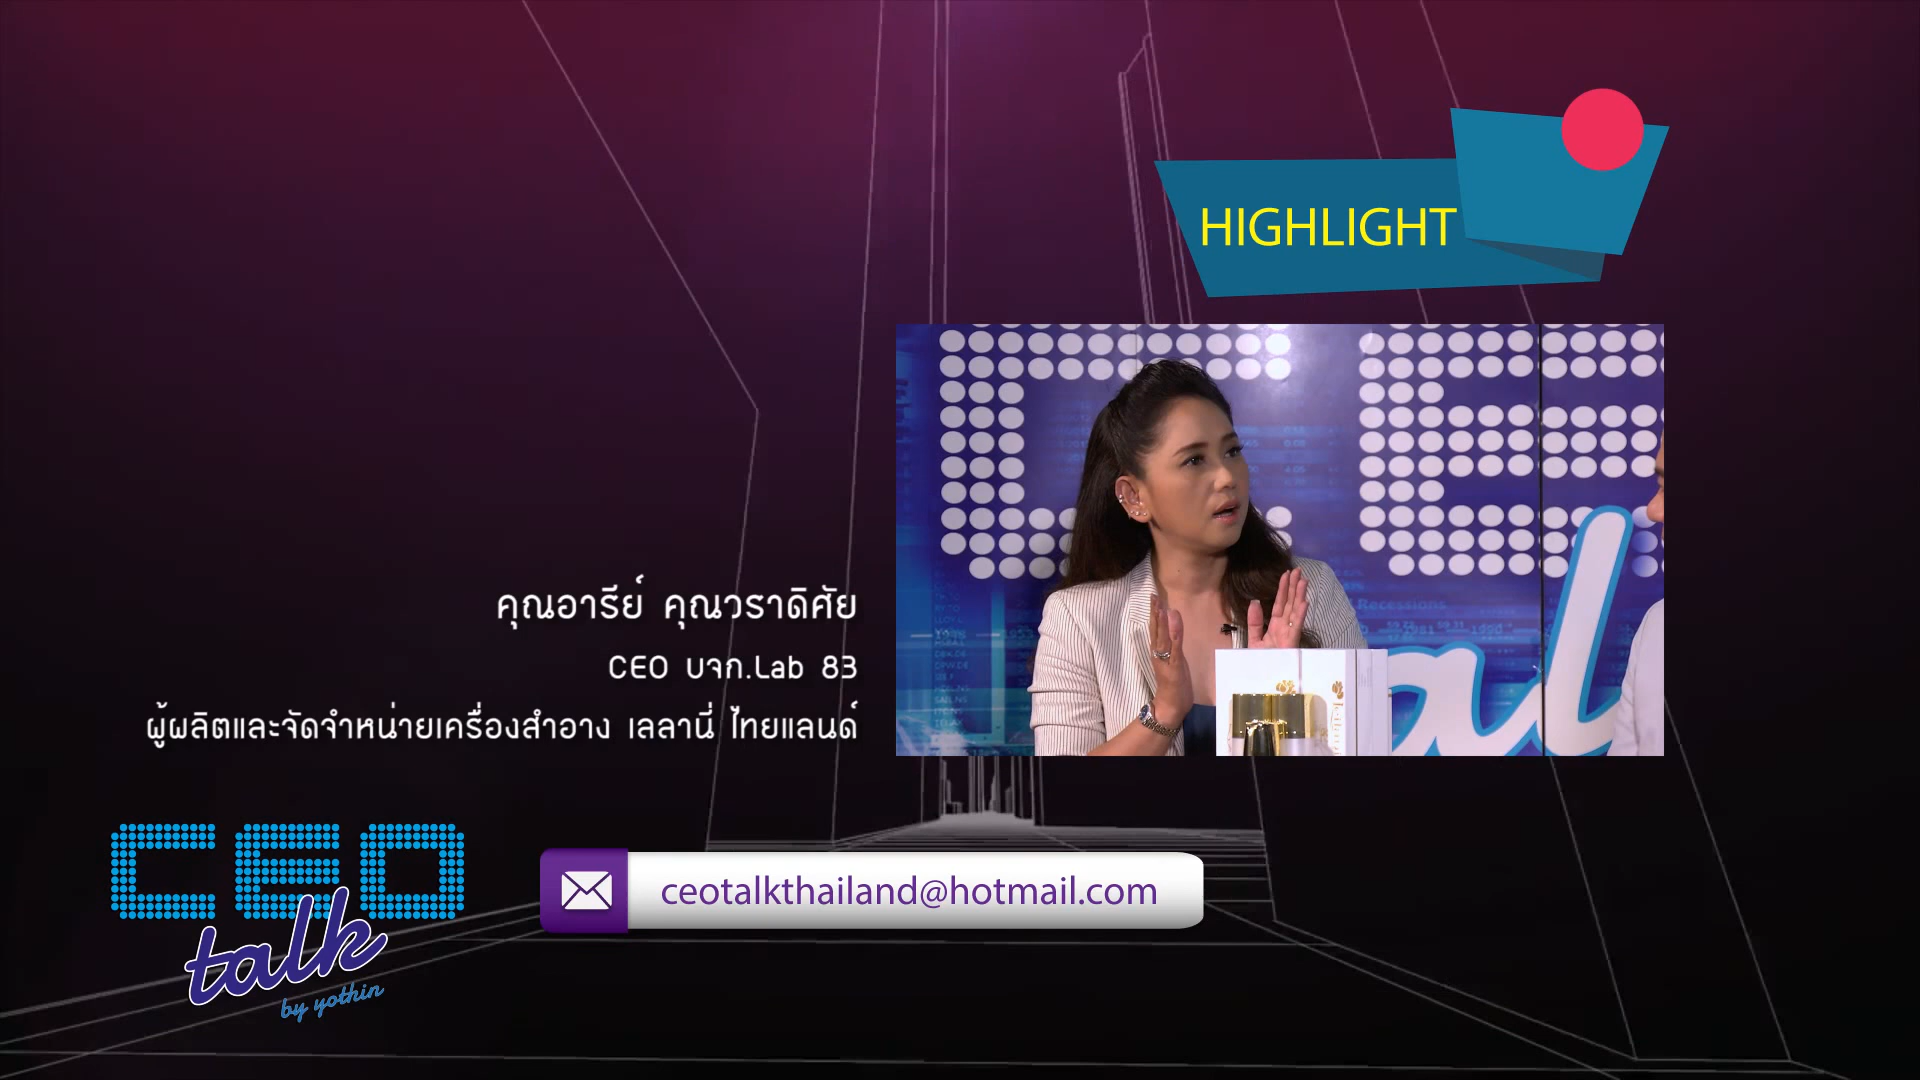 HIGHLIGHT
คุณอารีย์ คุณวราดิศัย
CEO บจก.Lab 83
ผู้ผลิตและจัดจำหน่ายเครื่องสำอาง เลลานี่ ไทยแลนด์
CEO
talk
by yothin
ceotalkthailand@hotmail.com